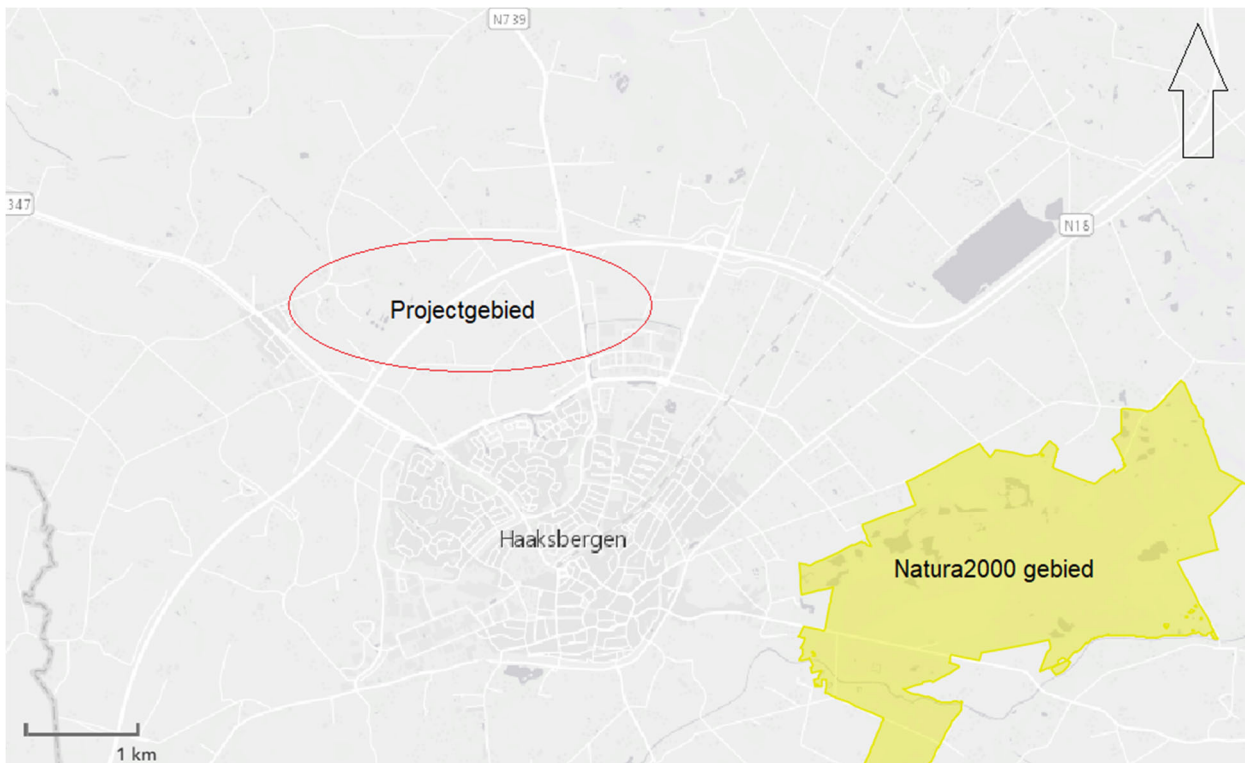 N739
347
N18
Projectgebied
Haaksbergen
Natura2000 gebied
1 km